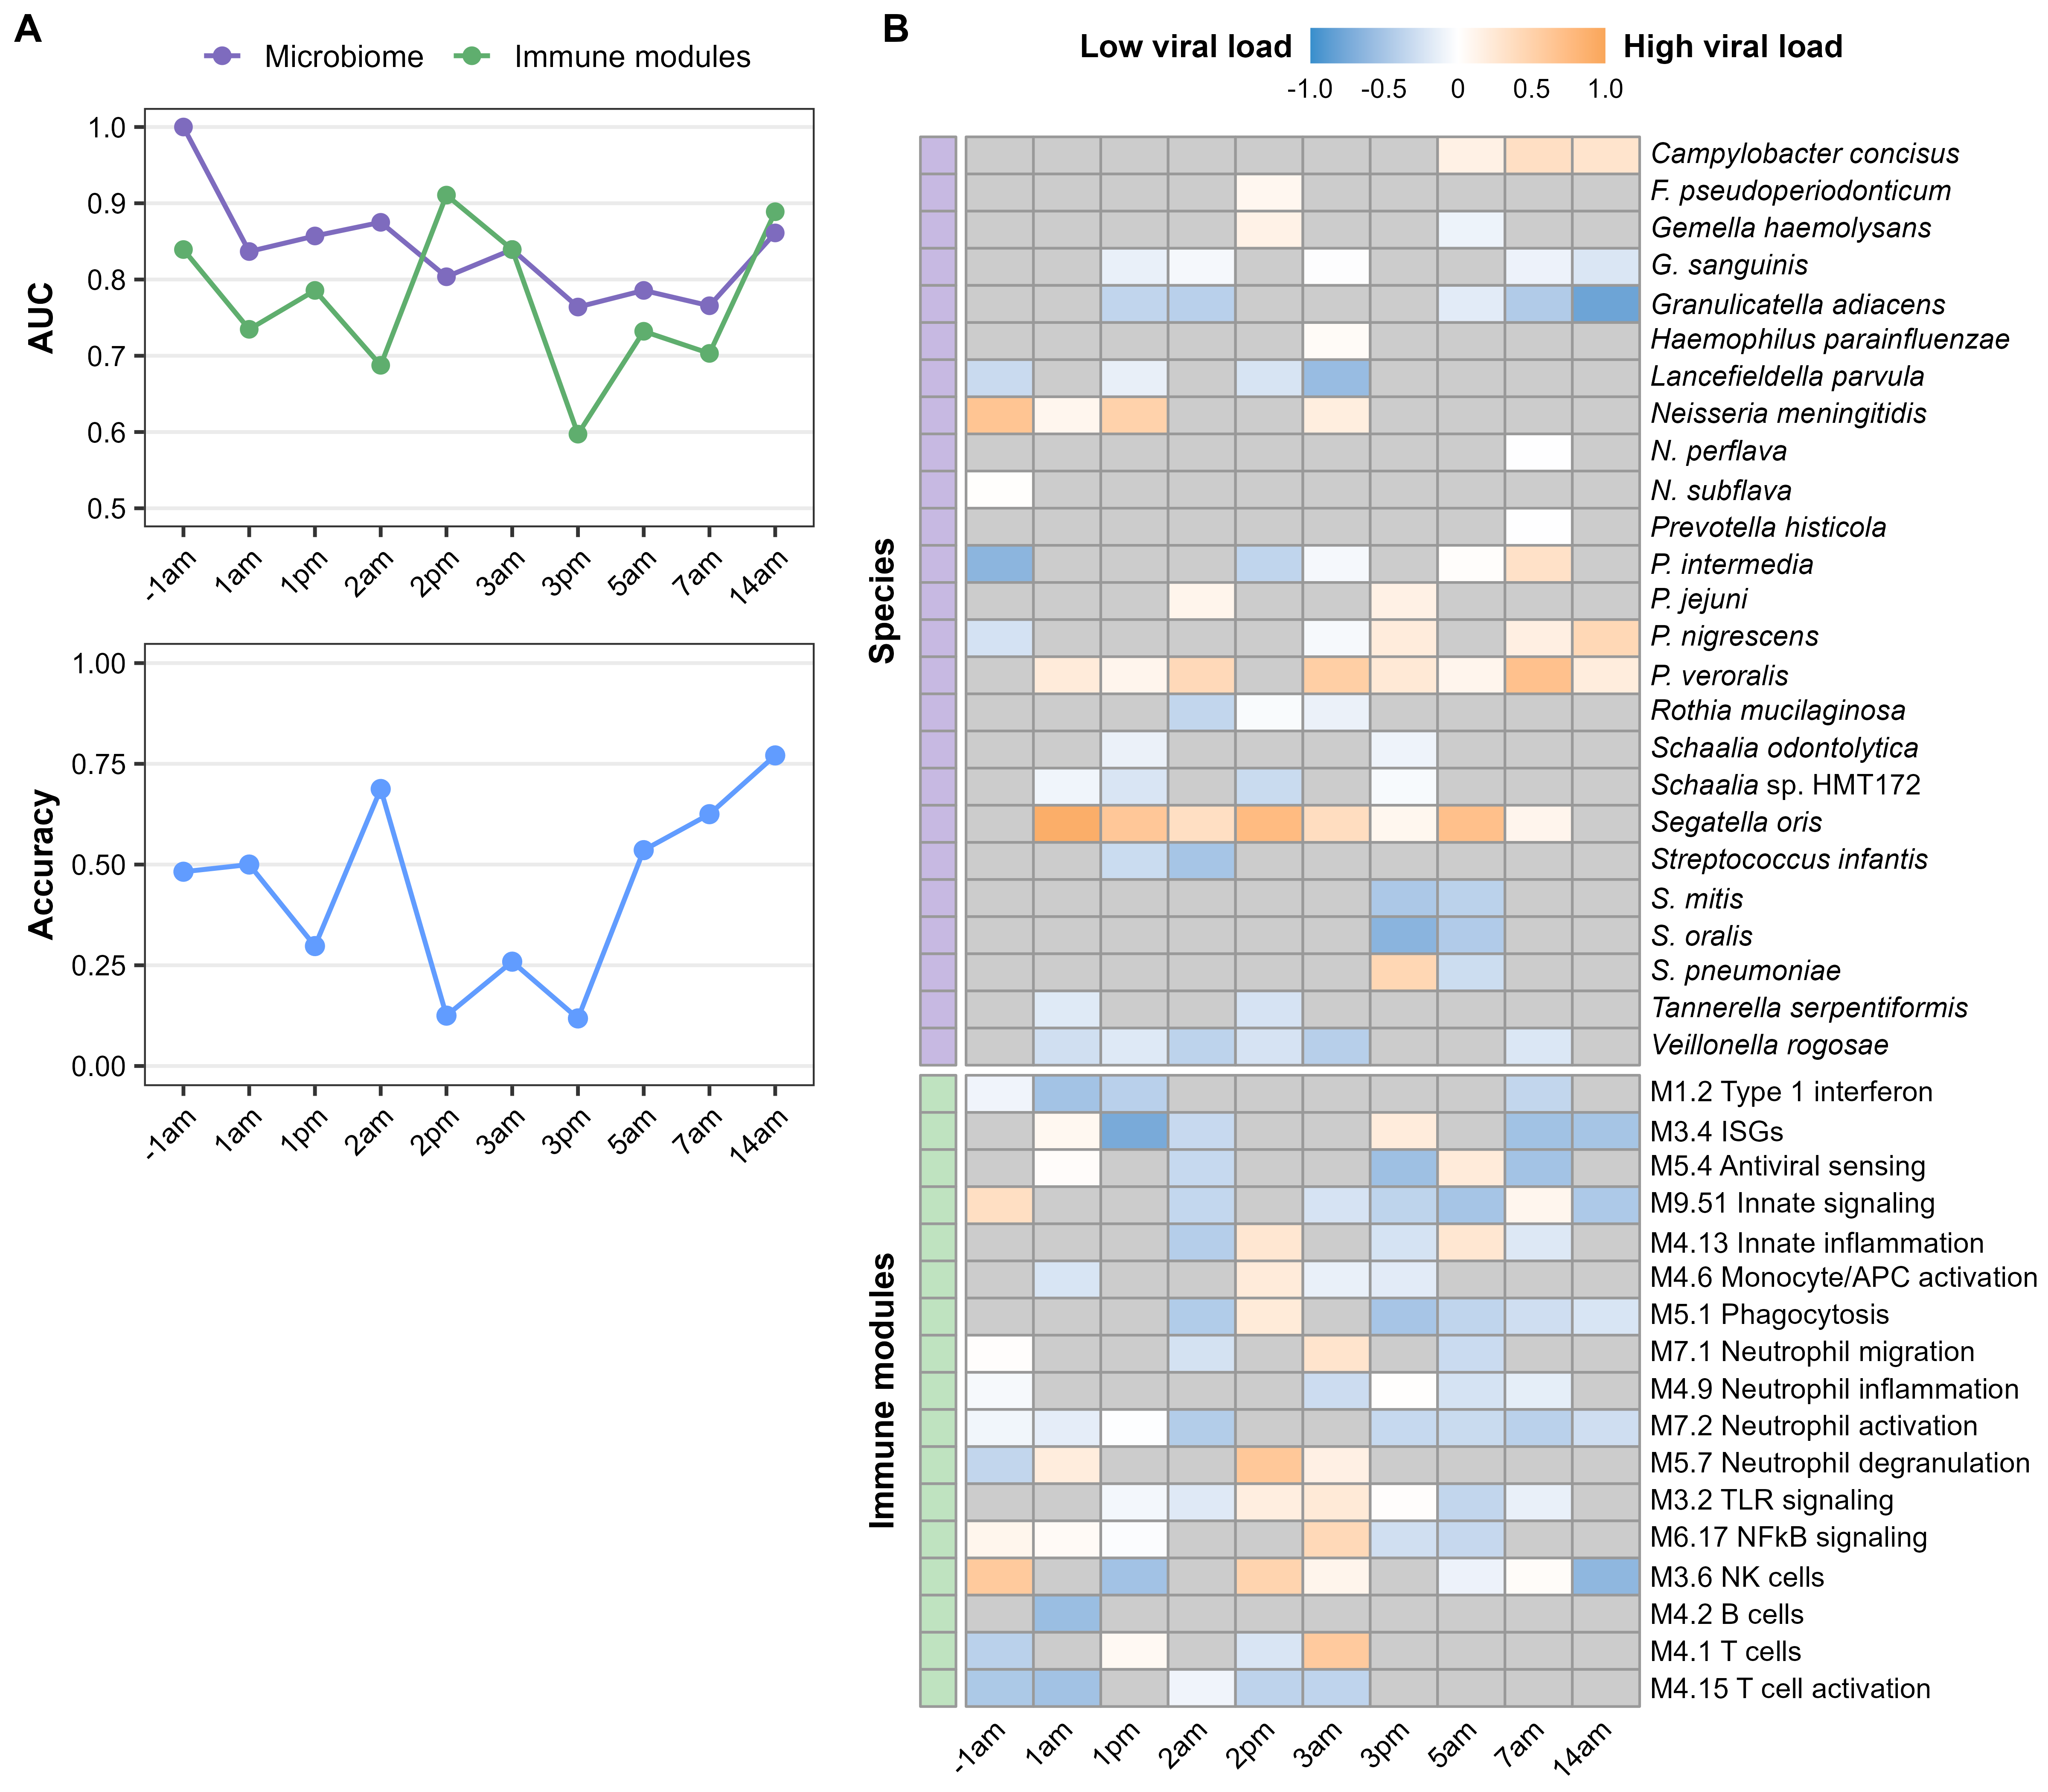 A
Microbiome
Immune modules
AUC
1.0
0.9
0.8
0.7
0.6
0.5
-1am
1am
1pm
2am
2pm
3am
3pm
5am
7am
14am
Accuracy
1.00
0.75
0.50
0.25
0.00
-1am
1am
1pm
2am
2pm
3am
3pm
5am
7am
14am
B
Low viral load
High viral load
-1.0 -0.5 0 0.5 1.0
Species
Campylobacter concisus
F. pseudoperiodonticum
Gemella haemolysans
G. sanguinis
Granulicatella adiacens
Haemophilus parainfluenzae
Lancefieldella parvula
Neisseria meningitidis
N. perflava
N. subflava
Prevotella histicola
P. intermedia
P. jejuni
P. nigrescens
P. veroralis
Rothia mucilaginosa
Schaalia odontolytica
Schaalia sp. HMT172
Segatella oris
Streptococcus infantis
S. mitis
S. oralis
S. pneumoniae
Tannerella serpentiformis
Veillonella rogosae
Immune modules
M1.2 Type 1 interferon
M3.4 ISGs
M5.4 Antiviral sensing
M9.51 Innate signaling
M4.13 Innate inflammation
M4.6 Monocyte/APC activation
M5.1 Phagocytosis
M7.1 Neutrophil migration
M4.9 Neutrophil inflammation
M7.2 Neutrophil activation
M5.7 Neutrophil degranulation
M3.2 TLR signaling
M6.17 NFkB signaling
M3.6 NK cells
M4.2 B cells
M4.1 T cells
M4.15 T cell activation
-1am
1am
1pm
2am
2pm
3am
3pm
5am
7am
14am